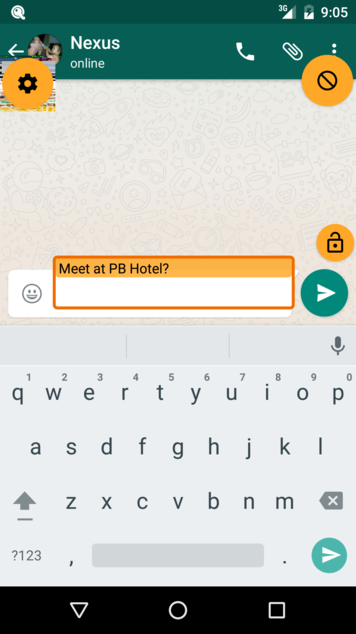 3G 9:05
Nexus
online
Meet at PB Hotel?
1 2 3 4 5 6 7 8 9 0
q w e r t y u i o p
a s d f g h j k l
z x c v b n m
?123 , .